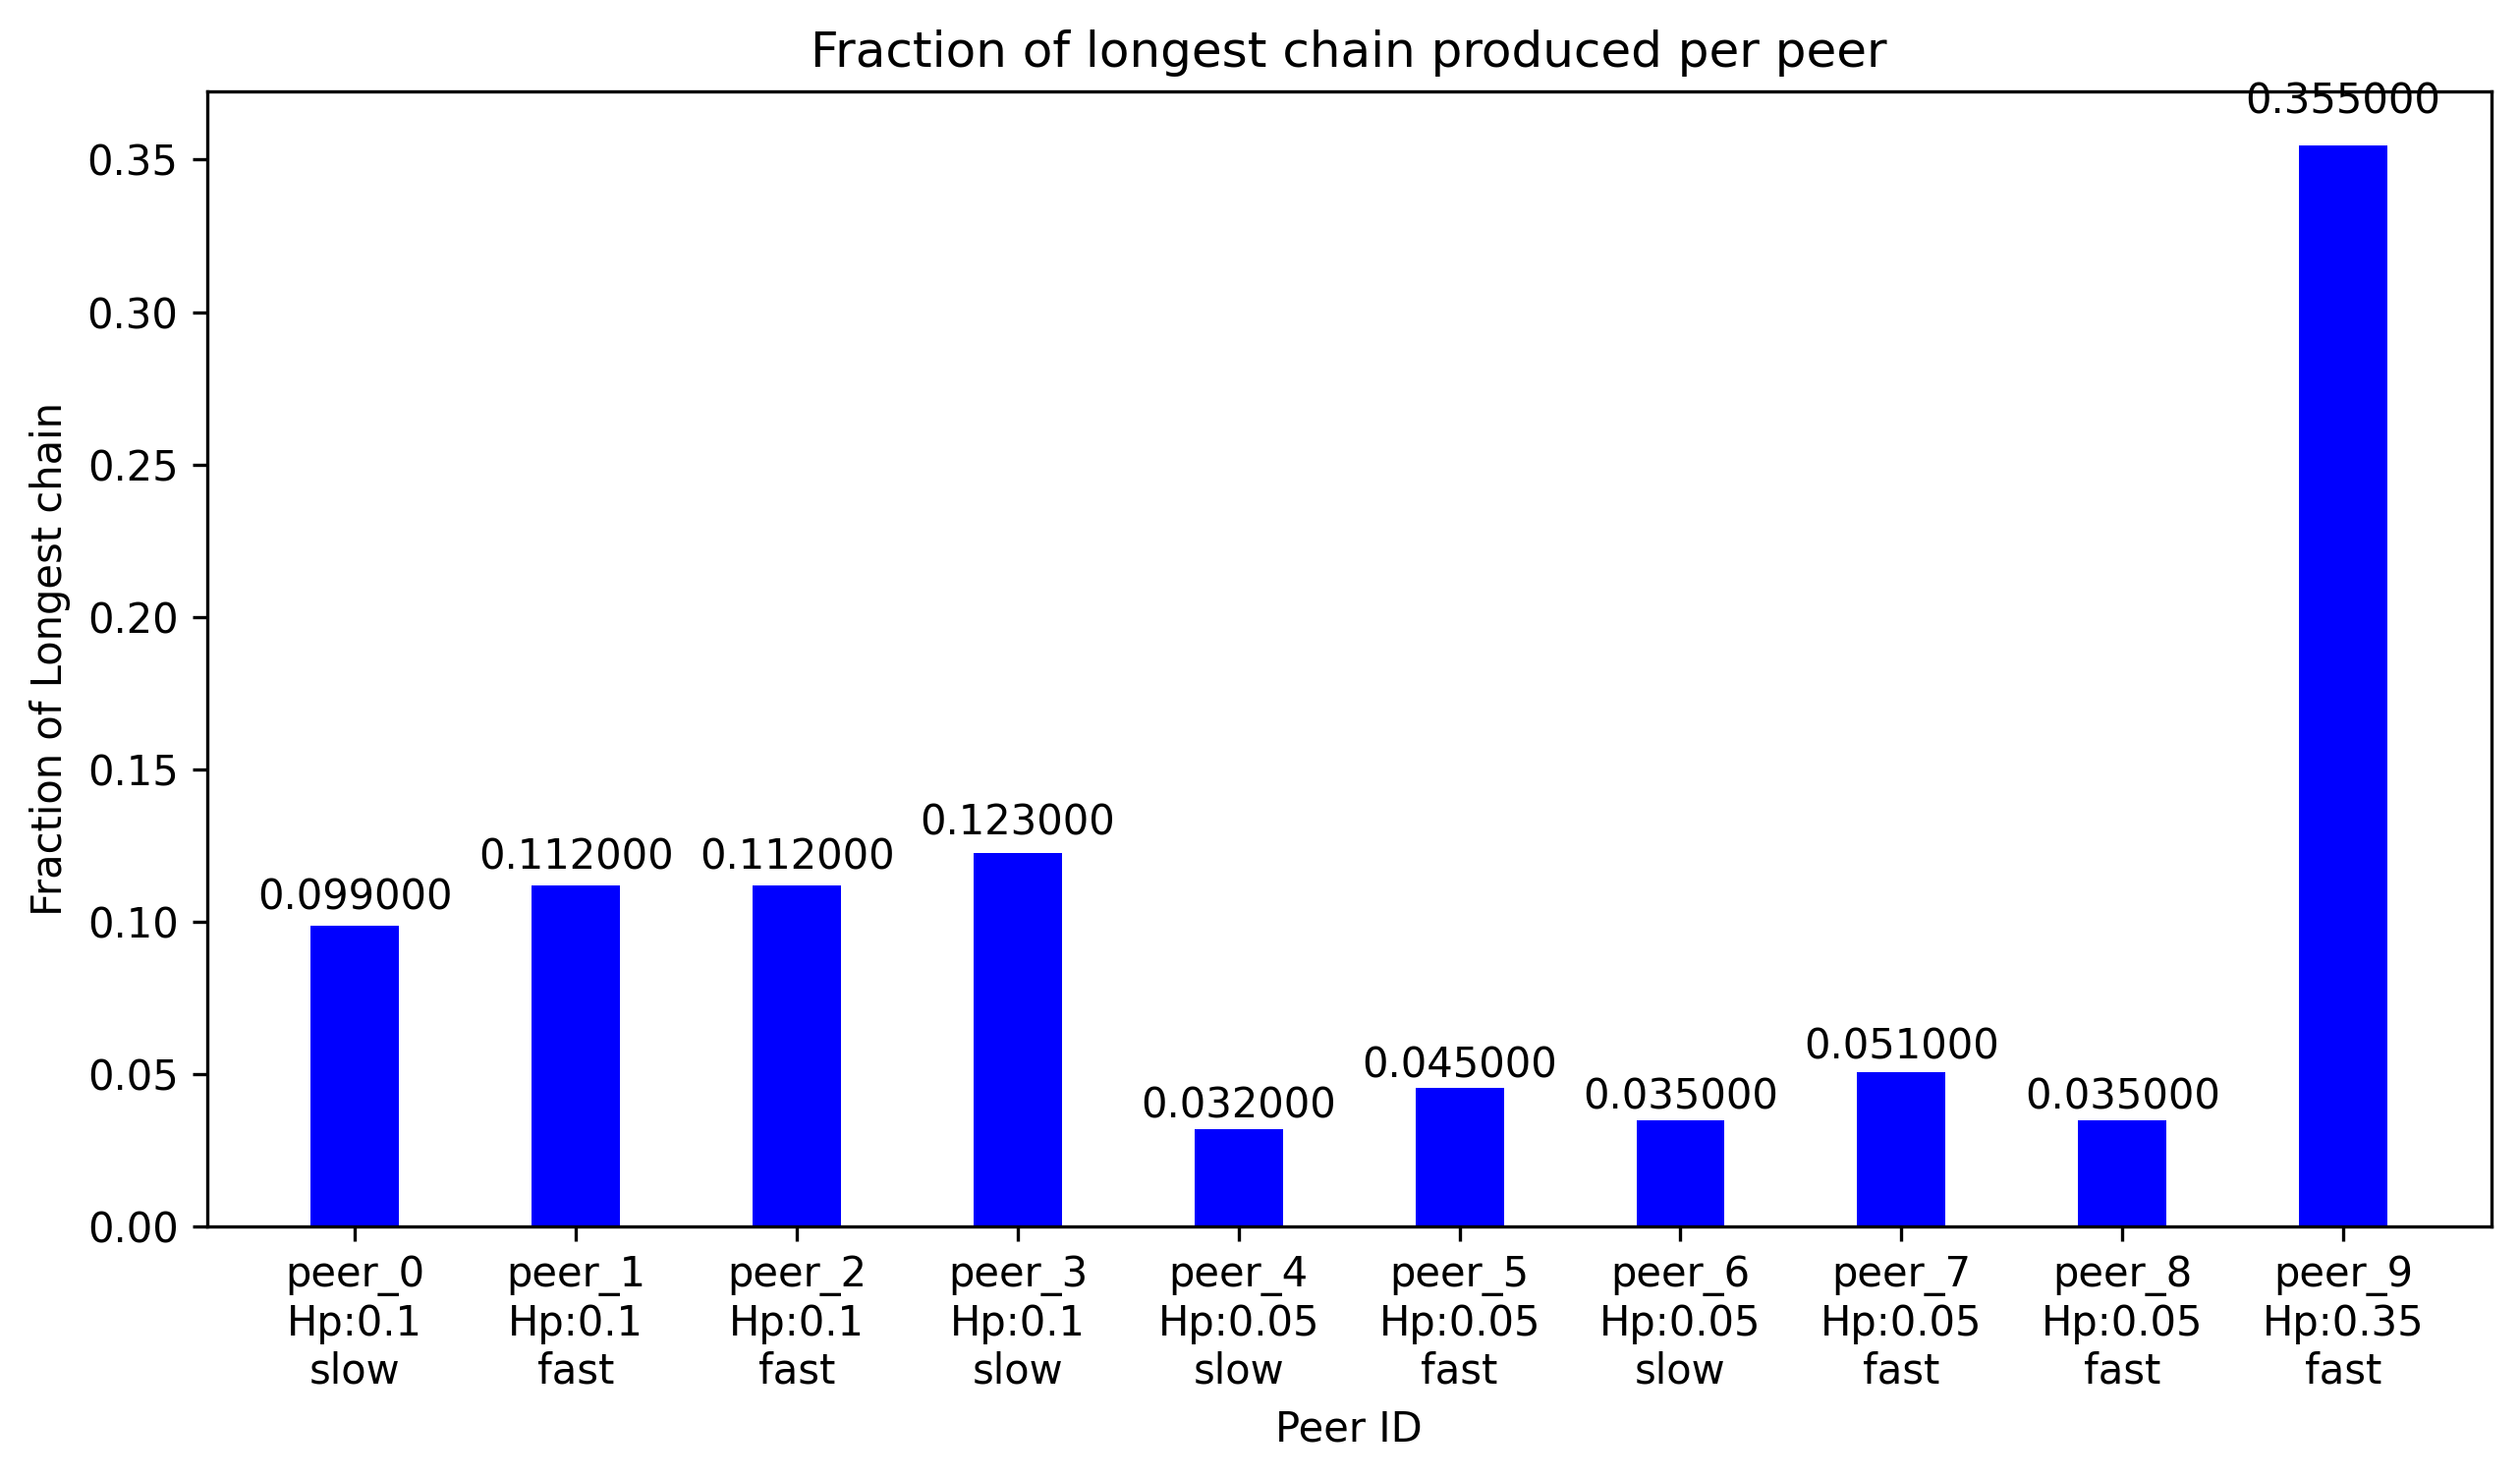 Fraction of longest chain produced per peer
Fraction of Longest chain
0.35
0.30
0.25
0.20
0.15
0.10
0.05
0.00
0.099000
0.112000
0.112000
0.123000
0.032000
0.045000
0.035000
0.051000
0.035000
0.355000
peer_0
Hp:0.1
slow
peer_1
Hp:0.1
fast
peer_2
Hp:0.1
fast
peer_3
Hp:0.1
slow
peer_4
Hp:0.05
slow
peer_5
Hp:0.05
fast
peer_6
Hp:0.05
slow
peer_7
Hp:0.05
fast
peer_8
Hp:0.05
fast
peer_9
Hp:0.35
fast
Peer ID